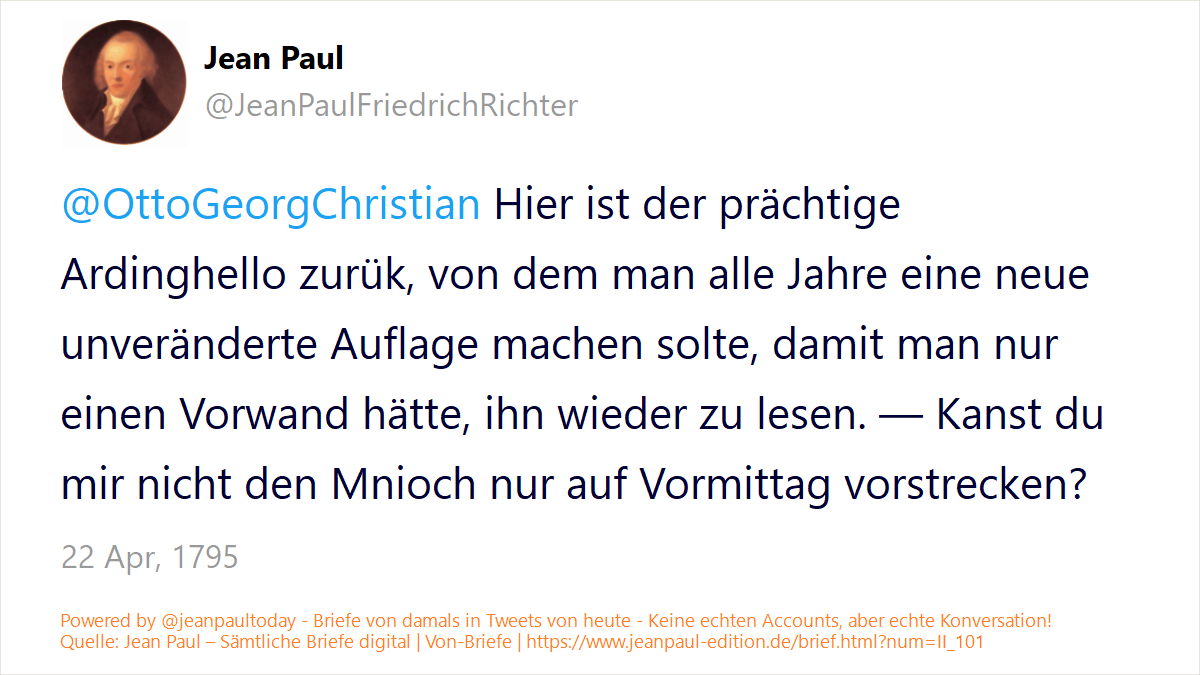 Jean Paul
@JeanPaulFriedrichRichter
@OttoGeorgChristian Hier ist der prächtige
Ardinghello zurük, von dem man alle Jahre eine neue
unveränderte Auflage machen solte, damit man nur
einen Vorwand hätte, ihn wieder zu lesen. — Kanst du
mir nicht den Mnioch nur auf Vormittag vorstrecken?
22 Apr, 1795
Powered by @jeanpaultoday - Briefe von damals in Tweets von heute - Keine echten Accounts, aber echte Konversation!
Quelle: Jean Paul – Sämtliche Briefe digital | Von-Briefe | https://www.jeanpaul-edition.de/brief.html?num=II_101